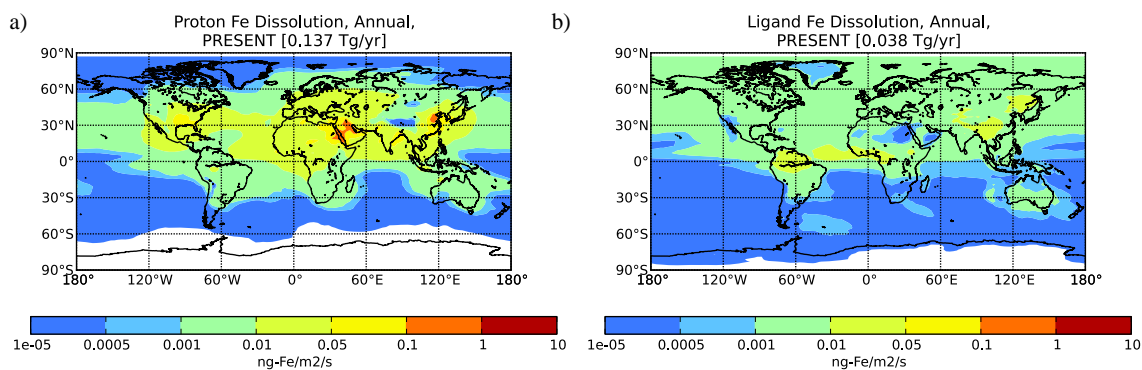 a)
Proton Fe Dissolution, Annual,
PRESENT [0.137 Tg/yr]
90°N
60°N
30°N
0°
30°S
60°S
90°S
180° 120°W 60°W 0° 60°E 120°E 180°
1e-05 0.0005 0.001 0.01 0.05 0.1 1 10
ng-Fe/m2/s
b)
Ligand Fe Dissolution, Annual,
PRESENT [0.038 Tg/yr]
90°N
60°N
30°N
0°
30°S
60°S
90°S
180° 120°W 60°W 0° 60°E 120°E 180°
1e-05 0.0005 0.001 0.01 0.05 0.1 1 10
ng-Fe/m2/s